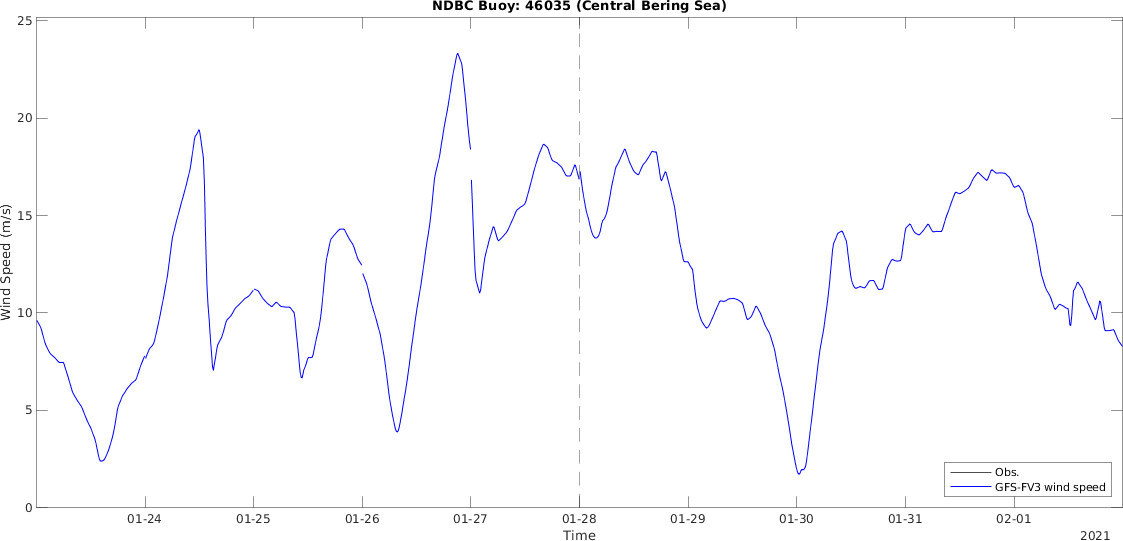 NDBC Buoy: 46035 (Central Bering Sea)
25
20
15
10
5
0
Wind Speed (m/s)
01-24 01-25 01-26 01-27 01-28 01-29 01-30 01-31 02-01
Time
2021
Obs.
GFS-FV3 wind speed